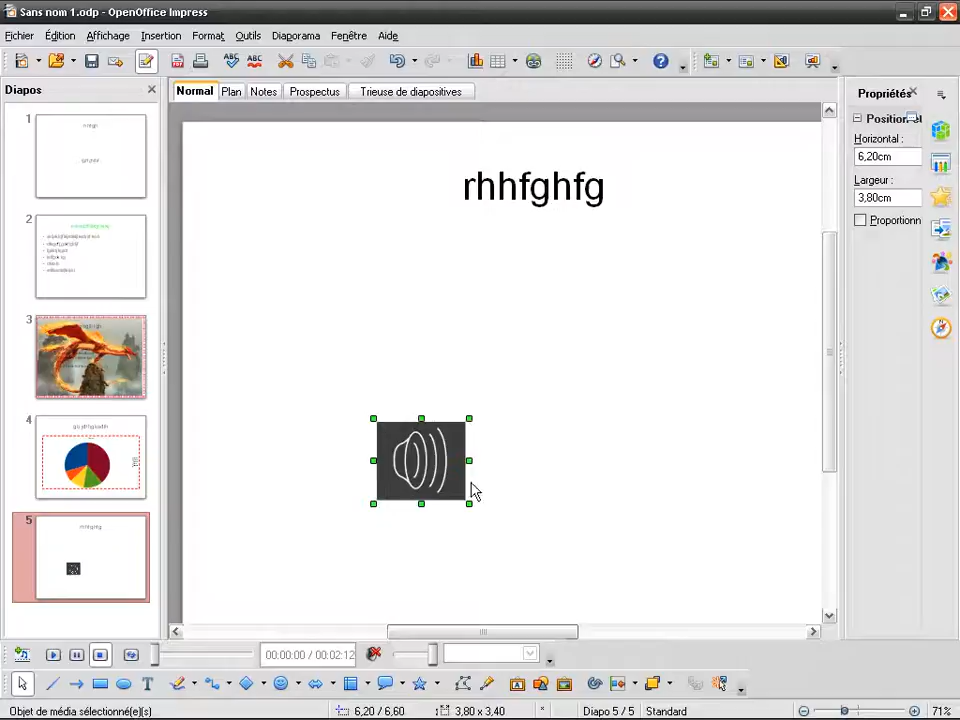 Sans nom 1.odp - OpenOffice Impress
Fichier Édition Affichage Insertion Format Outils Diaporama Fenêtre Aide
Diapos
Normal Plan Notes Prospectus Trieuse de diapositives
Propriétés
Position et
Horizontal :
6,20cm
Largeur :
3,80cm
Proportionn
1
2
3
4
5
rhhfghfg
rhhfghfg
00:00:00 / 00:02:12
Objet de média sélectionné(e)(s) 6,20 / 6,60 3,80 x 3,40 * Diapo 5 / 5 Standard 71%